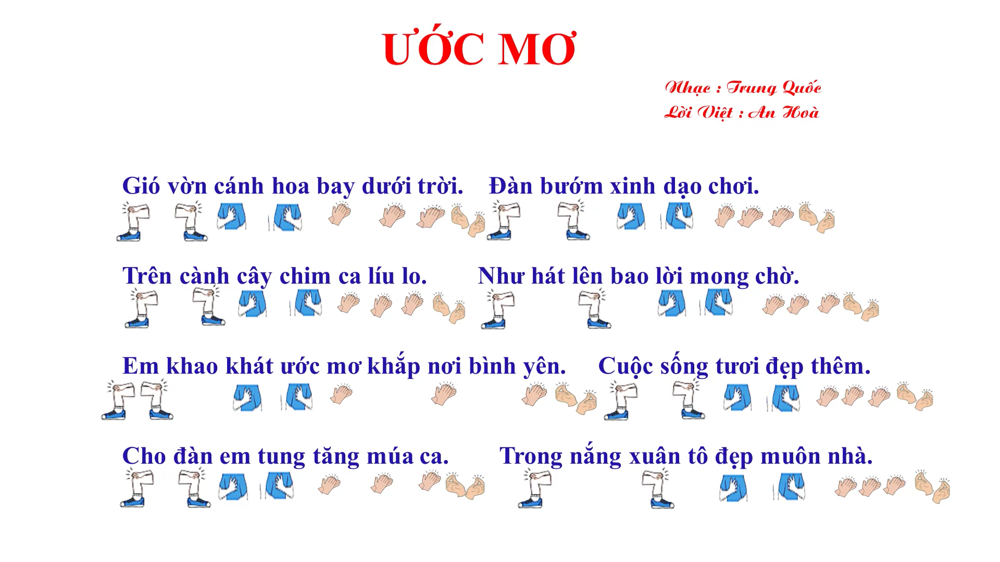 ƯỚC MƠ
Nhạc : Trung Quốc
Lời Việt : An Hoà
Gió vờn cánh hoa bay dưới trời. Đàn bướm xinh dạo chơi.
Trên cành cây chim ca líu lo. Như hát lên bao lời mong chờ.
Em khao khát ước mơ khắp nơi bình yên. Cuộc sống tươi đẹp thêm.
Cho đàn em tung tăng múa ca. Trong nắng xuân tô đẹp muôn nhà.